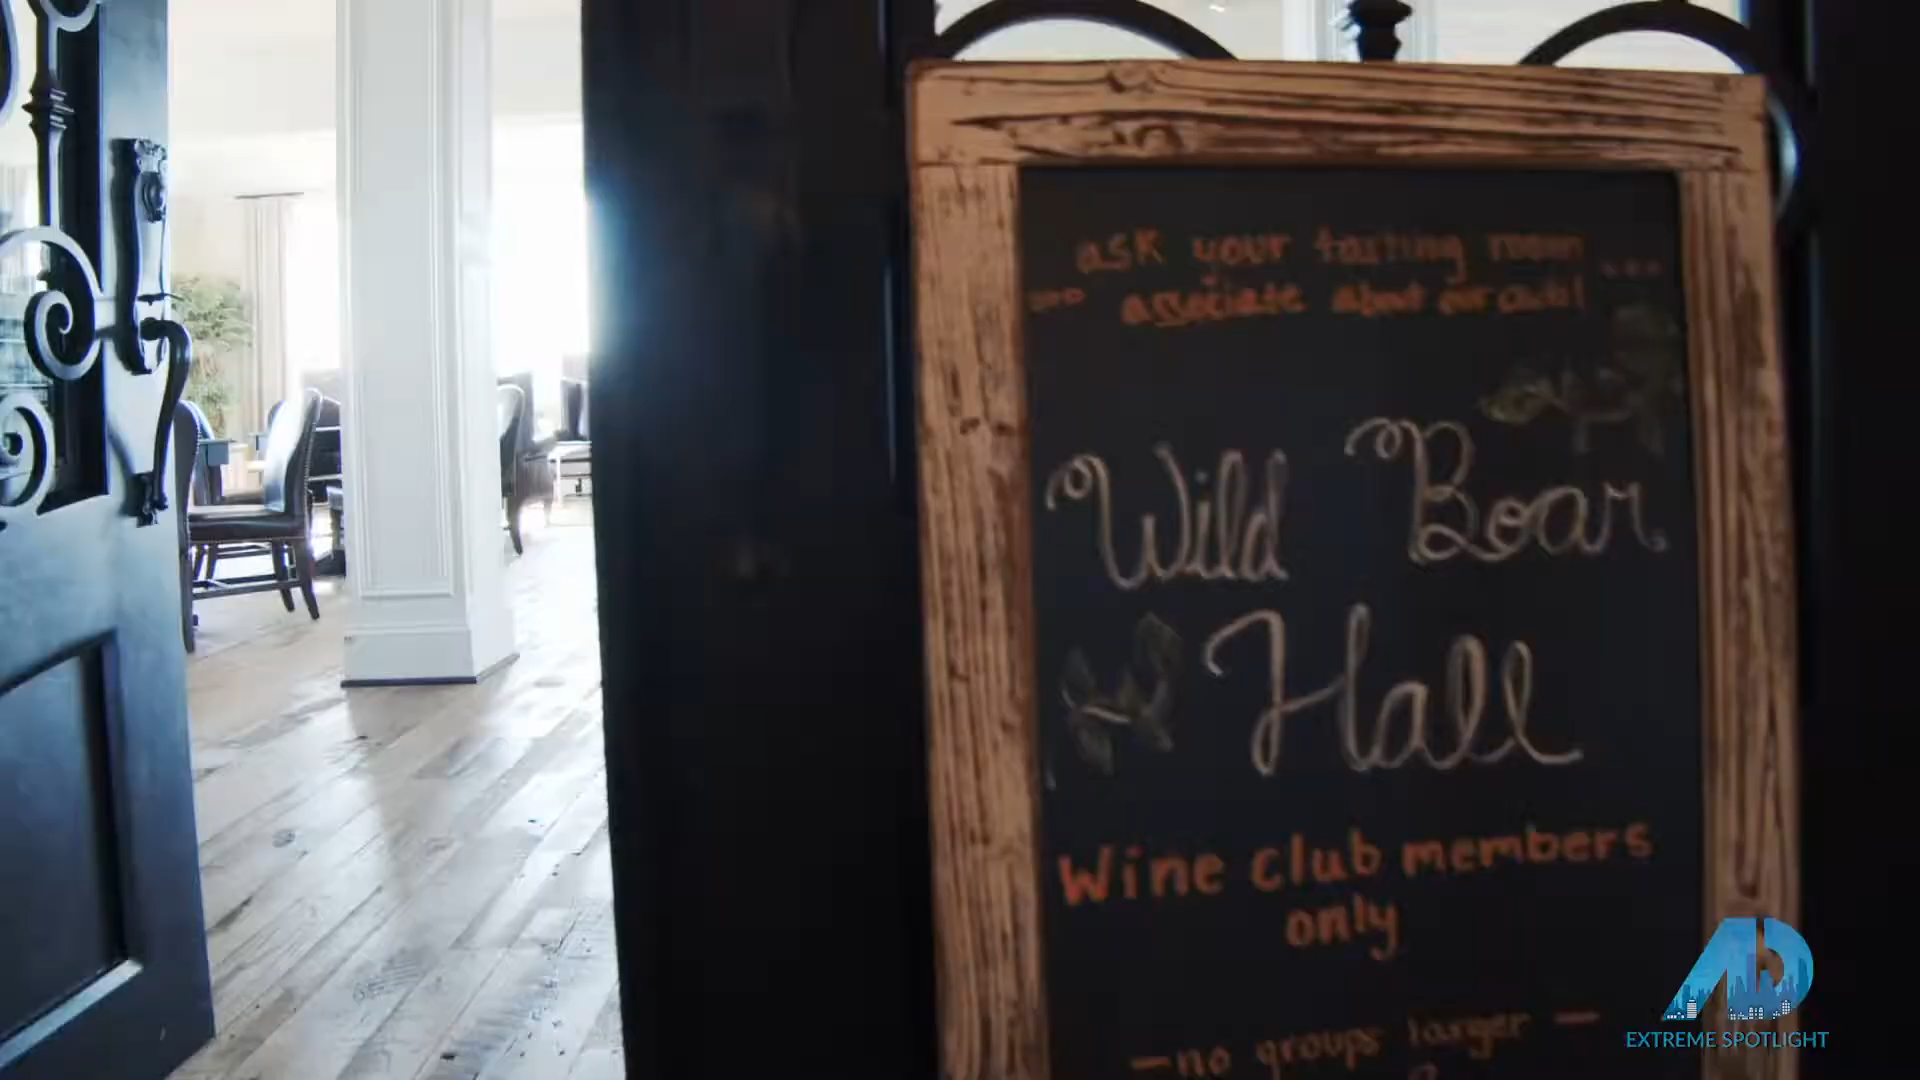 ask your tasting room
associate about our club!
Wild Boar
Hall
Wine club members
only
—no groups larger —
EXTREME SPOTLIGHT